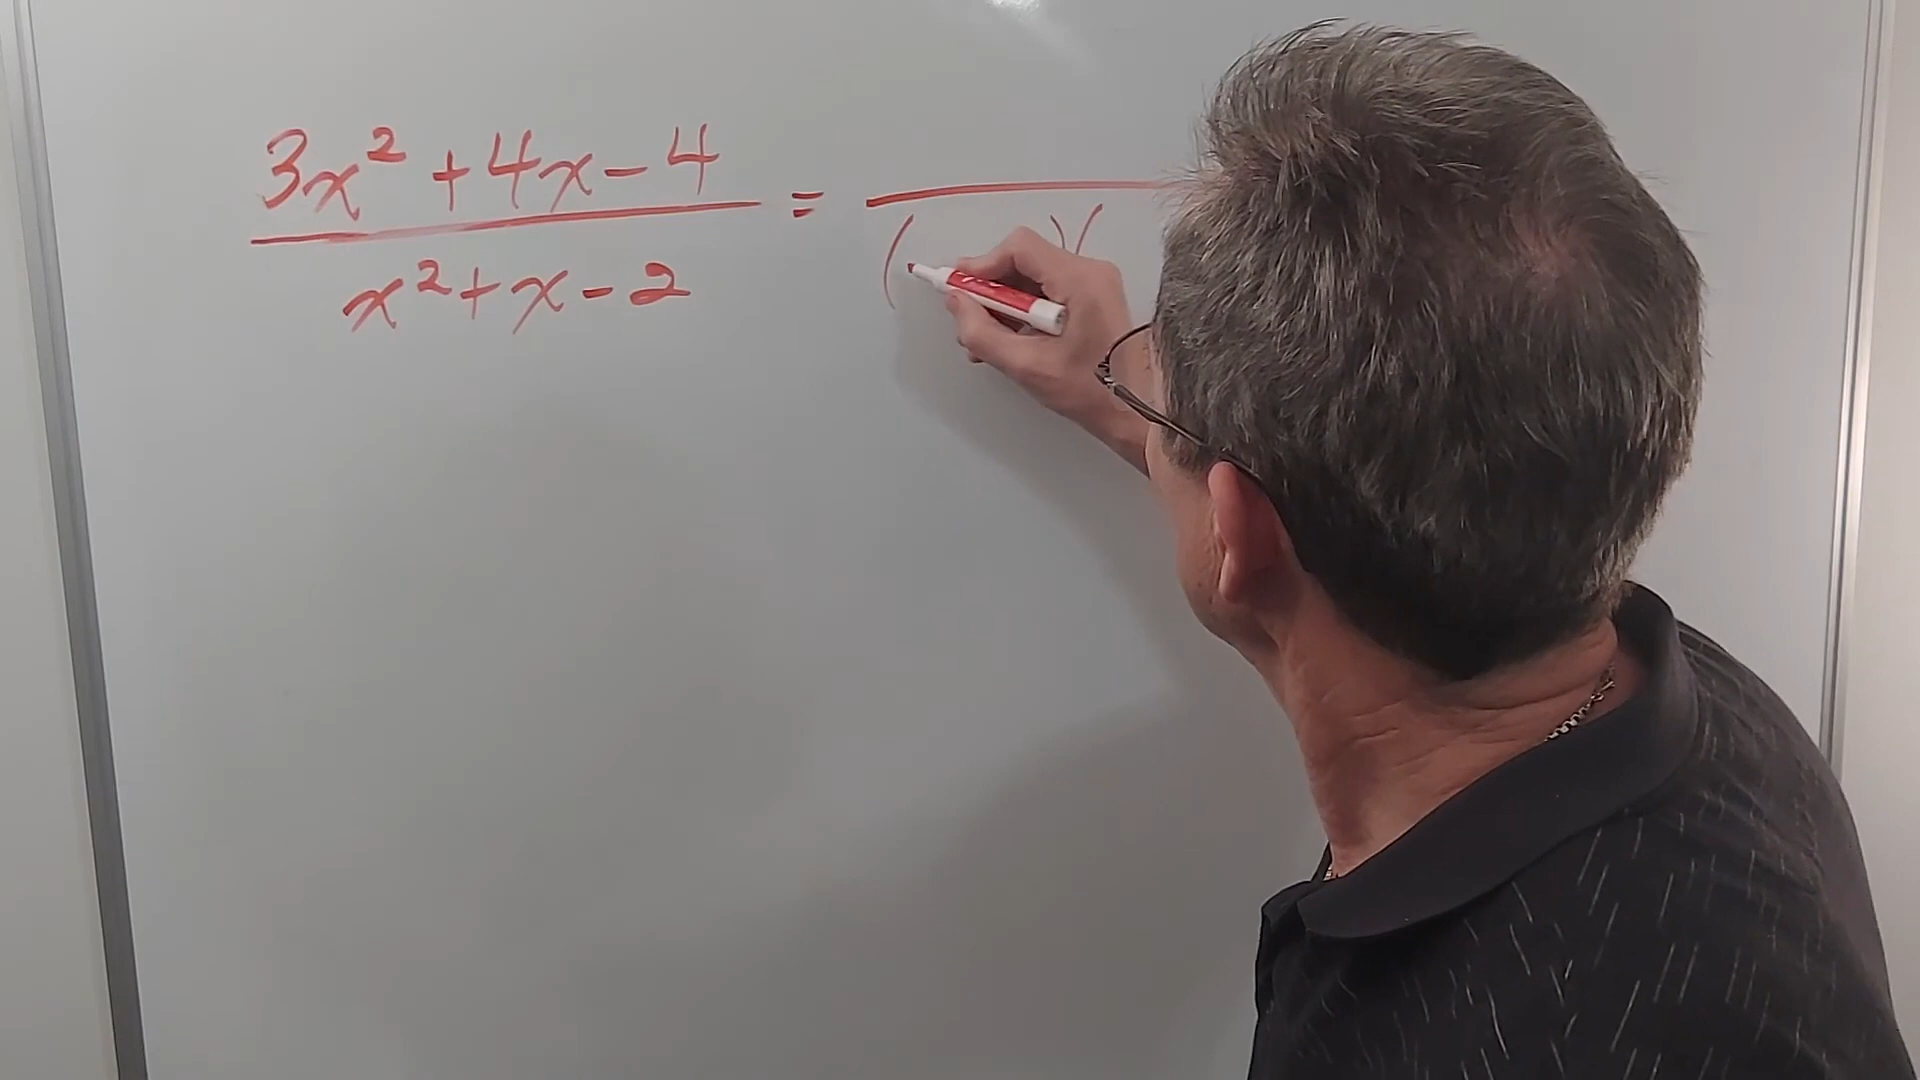 3x² + 4x - 4
x² + x - 2
=
( )(